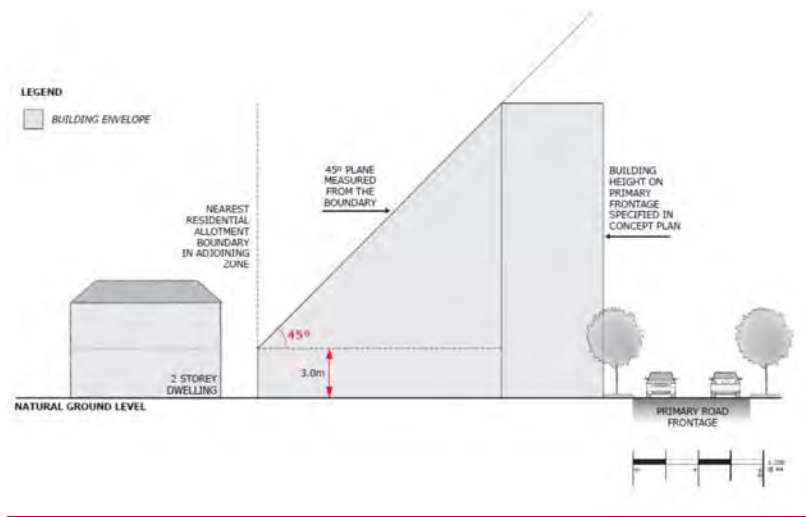 LEGEND
BUILDING ENVELOPE
NEAREST
RESIDENTIAL
ALLOTMENT
BOUNDARY
IN ADJOINING
ZONE
45º PLANE
MEASURED
FROM THE
BOUNDARY
BUILDING
HEIGHT ON
PRIMARY
FRONTAGE
SPECIFIED IN
CONCEPT PLAN
45º
3.0m
2 STOREY
DWELLING
NATURAL GROUND LEVEL
PRIMARY ROAD
FRONTAGE
@ A4